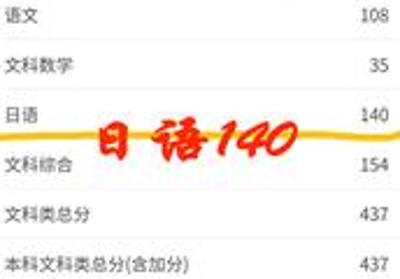 语文 108
文科数学 35
日语 140
日语140
文科综合 154
文科类总分 437
本科文科类总分(含加分) 437